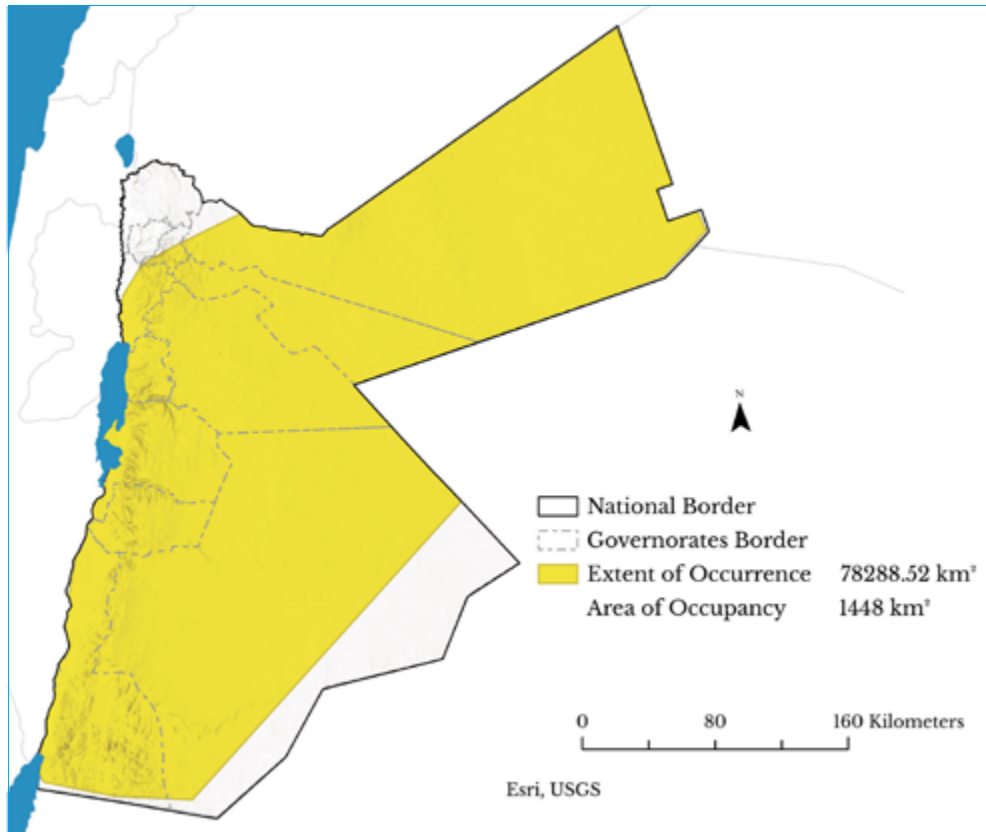 N
National Border
Governorates Border
Extent of Occurrence 78288.52 km²
Area of Occupancy 1448 km²
0 80 160 Kilometers
Esri, USGS